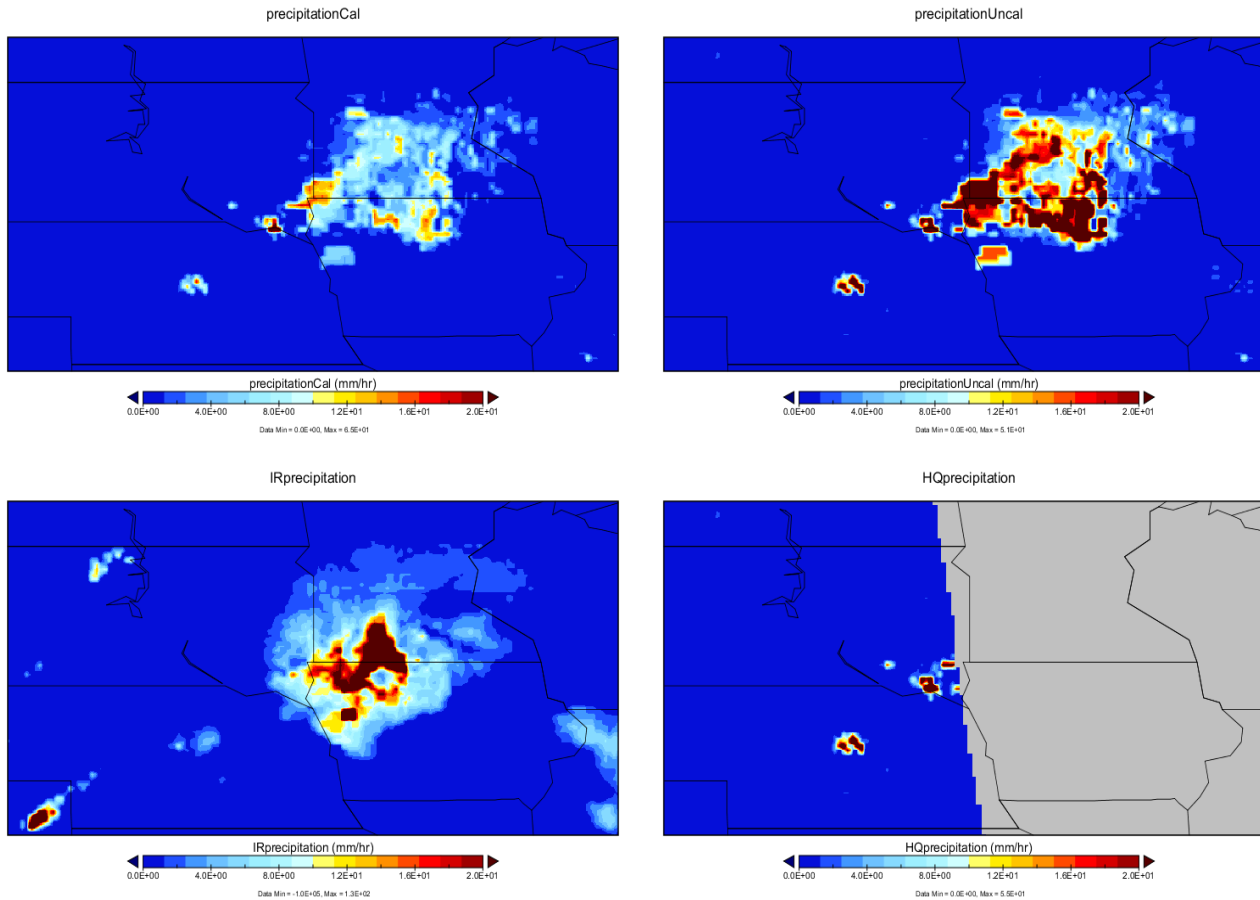 precipitationCal
precipitationUncal
precipitationCal (mm/hr)
0.0E+00 4.0E+00 8.0E+00 1.2E+01 1.6E+01 2.0E+01
Data Min = 0.0E+00, Max = 6.5E+01
precipitationUncal (mm/hr)
0.0E+00 4.0E+00 8.0E+00 1.2E+01 1.6E+01 2.0E+01
Data Min = 0.0E+00, Max = 5.1E+01
IRprecipitation
HQprecipitation
IRprecipitation (mm/hr)
0.0E+00 4.0E+00 8.0E+00 1.2E+01 1.6E+01 2.0E+01
Data Min = -1.0E+05, Max = 1.3E+02
HQprecipitation (mm/hr)
0.0E+00 4.0E+00 8.0E+00 1.2E+01 1.6E+01 2.0E+01
Data Min = 0.0E+00, Max = 5.5E+01